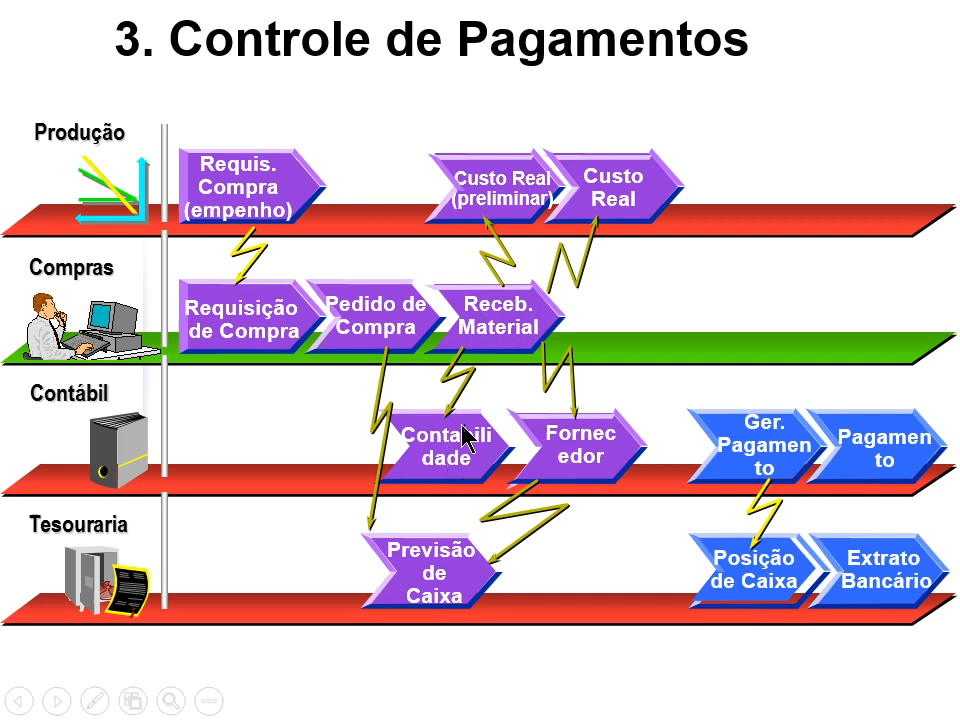 3. Controle de Pagamentos
Produção
Requis.
Compra
(empenho)
Custo Real
(preliminar)
Custo
Real
Compras
Requisição
de Compra
Pedido de
Compra
Receb.
Material
Contábil
Contabili
dade
Fornec
edor
Ger.
Pagamen
to
Pagamen
to
Tesouraria
Previsão
de
Caixa
Posição
de Caixa
Extrato
Bancário